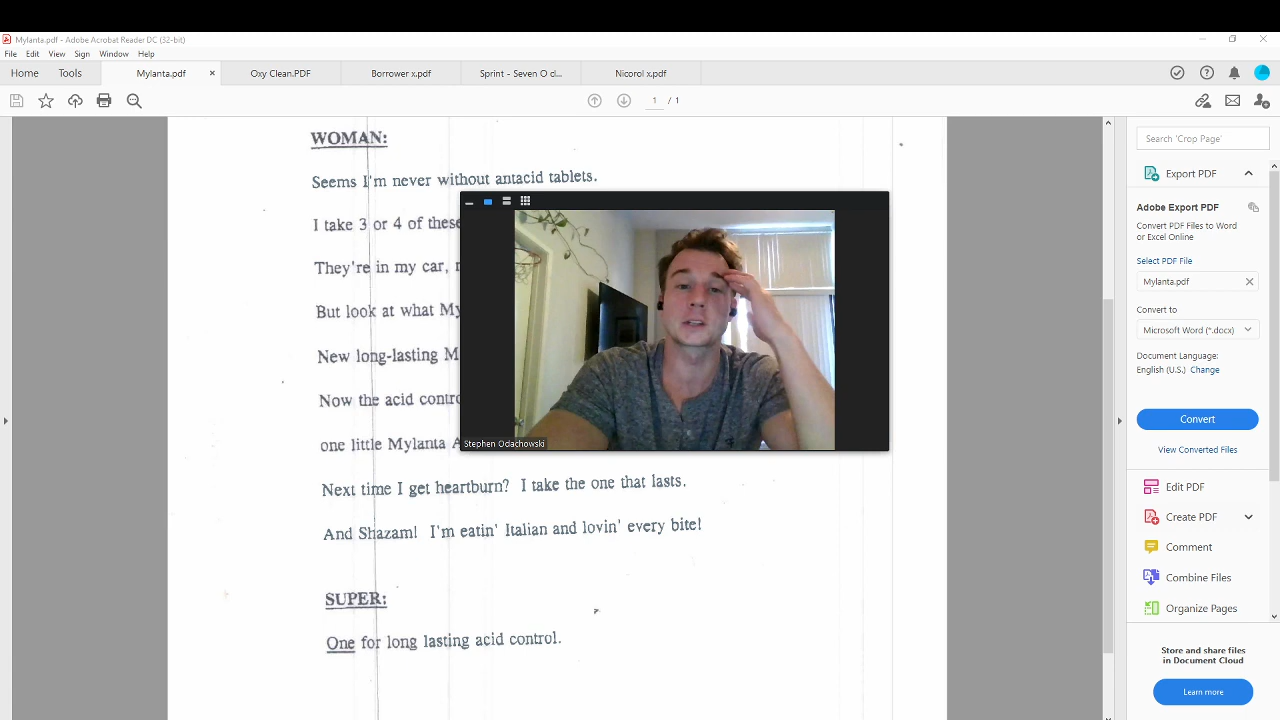 Mylanta.pdf - Adobe Acrobat Reader DC (32-bit)
File Edit View Sign Window Help
Home Tools Mylanta.pdf × Oxy Clean.PDF Borrower x.pdf Sprint - Seven O cl... Nicorol x.pdf
1 / 1
WOMAN:
Seems I'm never without antacid tablets.
I take 3 or 4 of these
They're in my car,
But look at what
New long-lasting
Now the acid
one little Mylanta
Next time I get heartburn? I take the one that lasts.
And Shazam! I'm eatin' Italian and lovin' every bite!
SUPER:
One for long lasting acid control.
Stephen Odachowski
Search 'Crop Page'
Export PDF
Adobe Export PDF
Convert PDF Files to Word
or Excel Online
Select PDF File
Mylanta.pdf
Convert to
Microsoft Word (*.docx)
Document Language:
English (U.S.) Change
Convert
View Converted Files
Edit PDF
Create PDF
Comment
Combine Files
Organize Pages
Store and share files
in Document Cloud
Learn more